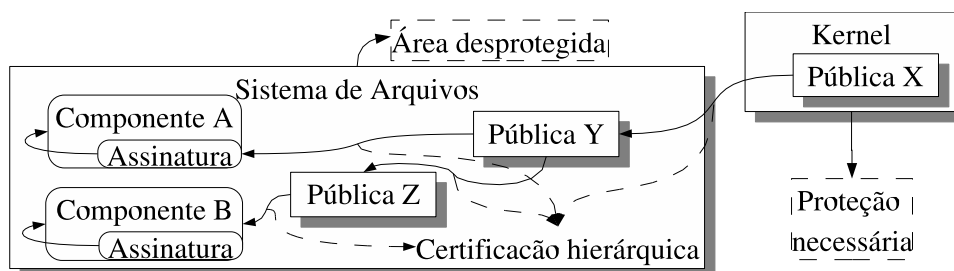 Área desprotegida
Kernel
Pública X
Sistema de Arquivos
Componente A
Assinatura
Pública Y
Pública Z
Componente B
Assinatura
Certificacão hierárquica
Proteção
necessária